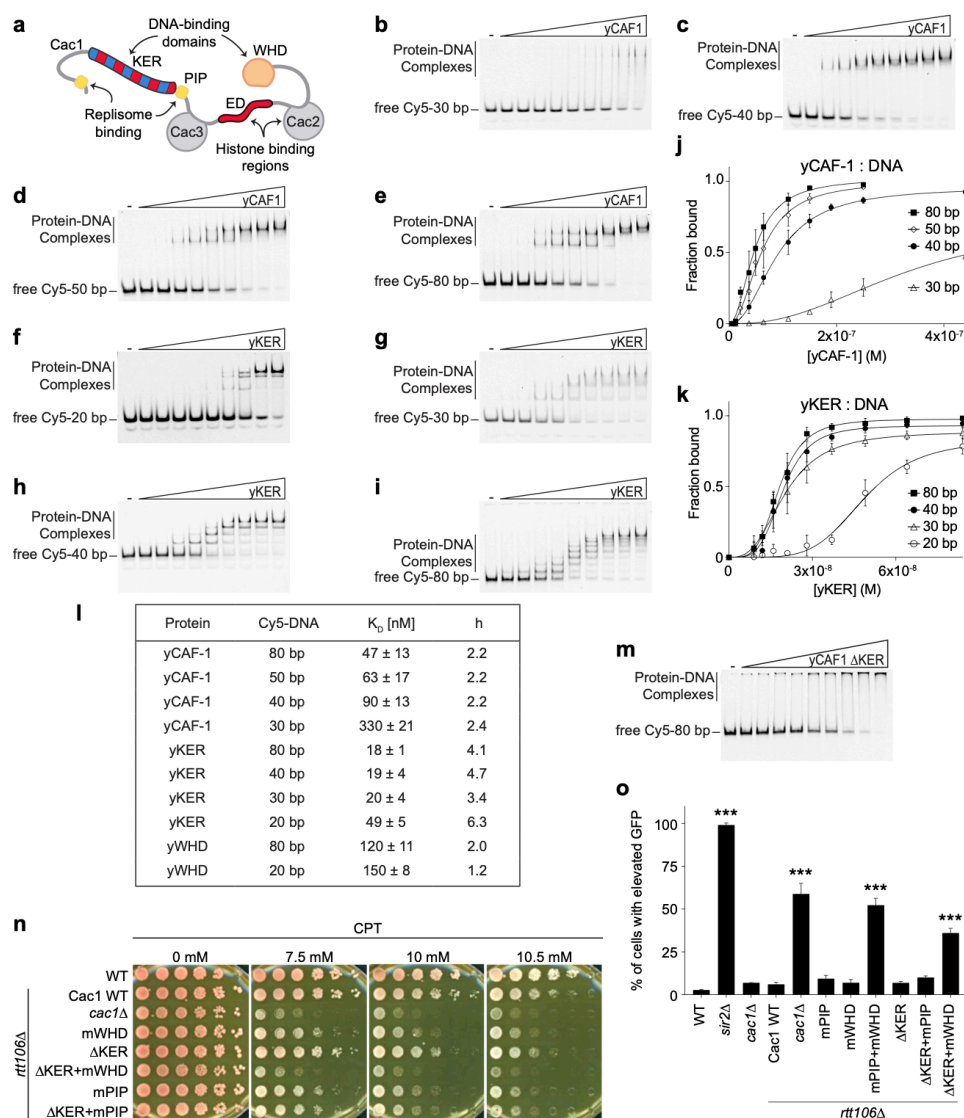 a
DNA-binding
domains
Cac1
KER
WHD
PIP
ED
Replisome
binding
Cac3
Cac2
Histone binding
regions
b
yCAF1
Protein-DNA
Complexes
-
free Cy5-30 bp
c
yCAF1
Protein-DNA
Complexes
-
free Cy5-40 bp
d
yCAF1
Protein-DNA
Complexes
-
free Cy5-50 bp
e
yCAF1
Protein-DNA
Complexes
-
free Cy5-80 bp
j
yCAF-1 : DNA
Fraction bound
1.0
0.5
0
80 bp
50 bp
40 bp
30 bp
0
2x10-7
4x10-7
[yCAF-1] (M)
f
yKER
Protein-DNA
Complexes
-
free Cy5-20 bp
g
yKER
Protein-DNA
Complexes
-
free Cy5-30 bp
h
yKER
Protein-DNA
Complexes
-
free Cy5-40 bp
i
yKER
Protein-DNA
Complexes
-
free Cy5-80 bp
k
yKER : DNA
Fraction bound
1.0
0.5
0
80 bp
40 bp
30 bp
20 bp
0
3x10-8
6x10-8
[yKER] (M)
l
Protein Cy5-DNA KD [nM] h
yCAF-1 80 bp 47 ± 13 2.2
yCAF-1 50 bp 63 ± 17 2.2
yCAF-1 40 bp 90 ± 13 2.2
yCAF-1 30 bp 330 ± 21 2.4
yKER 80 bp 18 ± 1 4.1
yKER 40 bp 19 ± 4 4.7
yKER 30 bp 20 ± 4 3.4
yKER 20 bp 49 ± 5 6.3
yWHD 80 bp 120 ± 11 2.0
yWHD 20 bp 150 ± 8 1.2
m
yCAF1 ΔKER
Protein-DNA
Complexes
-
free Cy5-80 bp
n
CPT
0 mM 7.5 mM 10 mM 10.5 mM
WT
Cac1 WT
cac1Δ
mWHD
ΔKER
ΔKER+mWHD
mPIP
ΔKER+mPIP
rtt106Δ
o
% of cells with elevated GFP
100
75
50
25
0
***
***
***
***
WT
sir2Δ
cac1Δ
Cac1 WT
cac1Δ
mPIP
mWHD
mPIP+mWHD
ΔKER
ΔKER+mPIP
ΔKER+mWHD
rtt106Δ